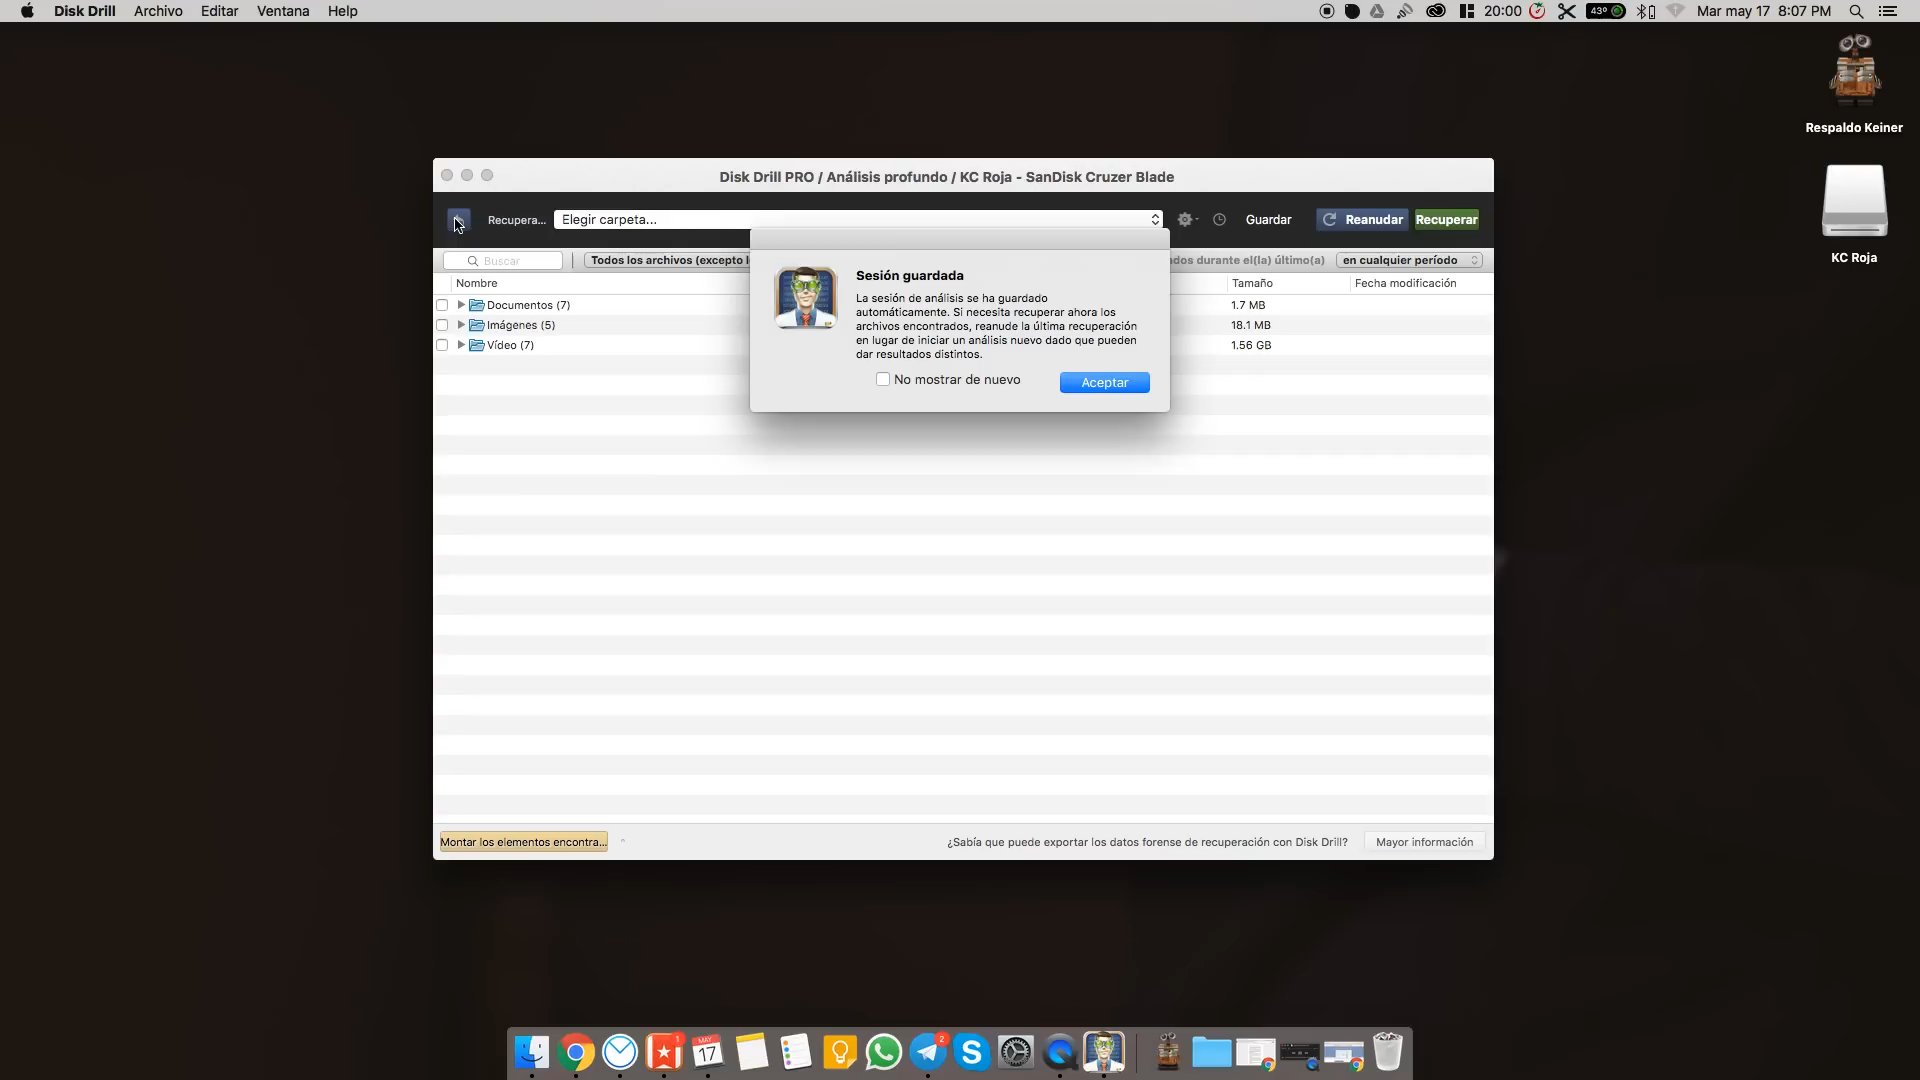 Disk Drill Archivo Editar Ventana Help 20:00 43° Mar may 17 8:07 PM
Respaldo Keiner
KC Roja
Disk Drill PRO / Análisis profundo / KC Roja - SanDisk Cruzer Blade
Recupera... Elegir carpeta... Guardar Reanudar Recuperar
Buscar Todos los archivos (excepto durante el(la) último(a) en cualquier período
Nombre Tamaño Fecha modificación
Documentos (7) 1.7 MB
Imágenes (5) 18.1 MB
Vídeo (7) 1.56 GB
Sesión guardada
La sesión de análisis se ha guardado
automáticamente. Si necesita recuperar ahora los
archivos encontrados, reanude la última recuperación
en lugar de iniciar un análisis nuevo dado que pueden
dar resultados distintos.
No mostrar de nuevo Aceptar
Montar los elementos encontra... ¿Sabía que puede exportar los datos forense de recuperación con Disk Drill? Mayor información
1 MAY 17 2 S